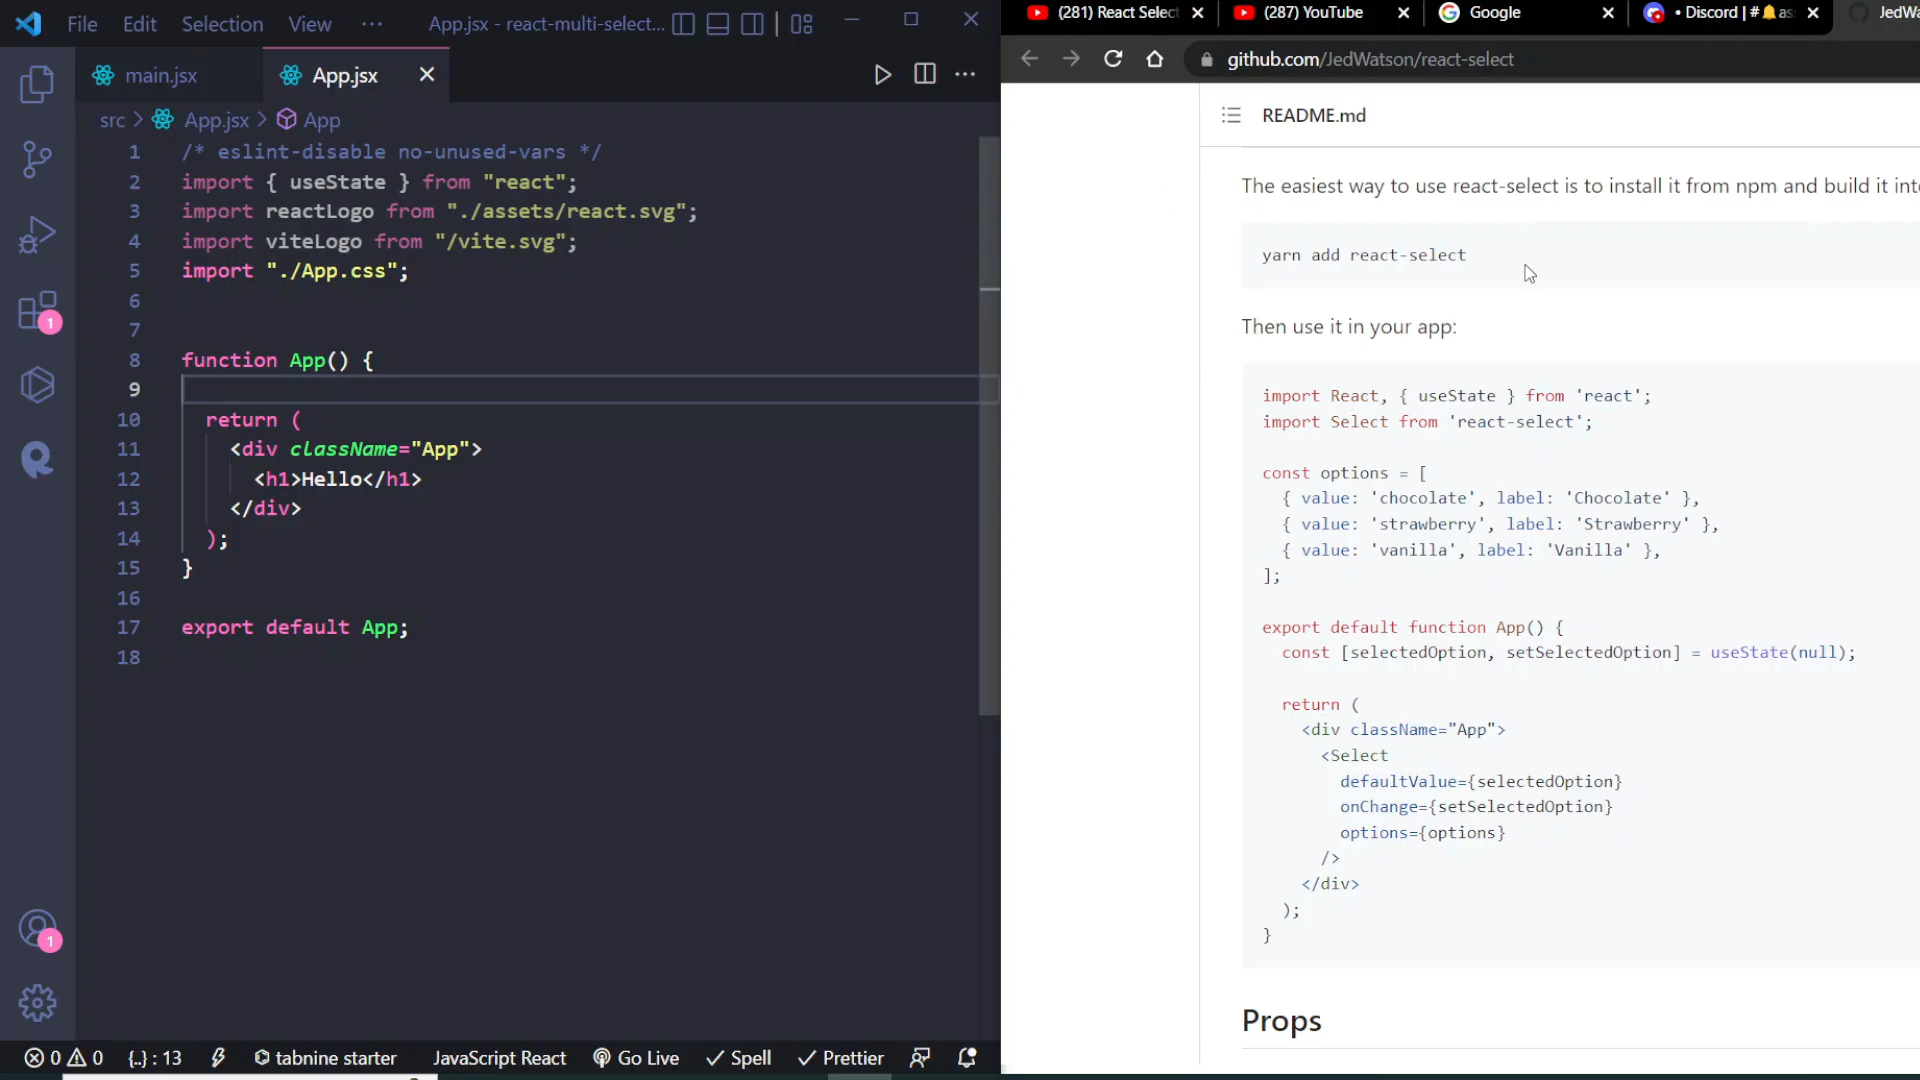 File Edit Selection View ··· App.jsx - react-multi-select...
main.jsx App.jsx
src > App.jsx > App
1 /* eslint-disable no-unused-vars */
2 import { useState } from "react";
3 import reactLogo from "./assets/react.svg";
4 import viteLogo from "/vite.svg";
5 import "./App.css";
6
7
8 function App() {
9
10 return (
11 <div className="App">
12 <h1>Hello</h1>
13 </div>
14 );
15 }
16
17 export default App;
18
1
1
0 0 {..} : 13 tabnine starter JavaScript React Go Live Spell Prettier
(281) React Select (287) YouTube Google • Discord | # as JedWa
github.com/JedWatson/react-select
README.md
The easiest way to use react-select is to install it from npm and build it into
yarn add react-select
Then use it in your app:
import React, { useState } from 'react';
import Select from 'react-select';
const options = [
{ value: 'chocolate', label: 'Chocolate' },
{ value: 'strawberry', label: 'Strawberry' },
{ value: 'vanilla', label: 'Vanilla' },
];
export default function App() {
const [selectedOption, setSelectedOption] = useState(null);
return (
<div className="App">
<Select
defaultValue={selectedOption}
onChange={setSelectedOption}
options={options}
/>
</div>
);
}
Props